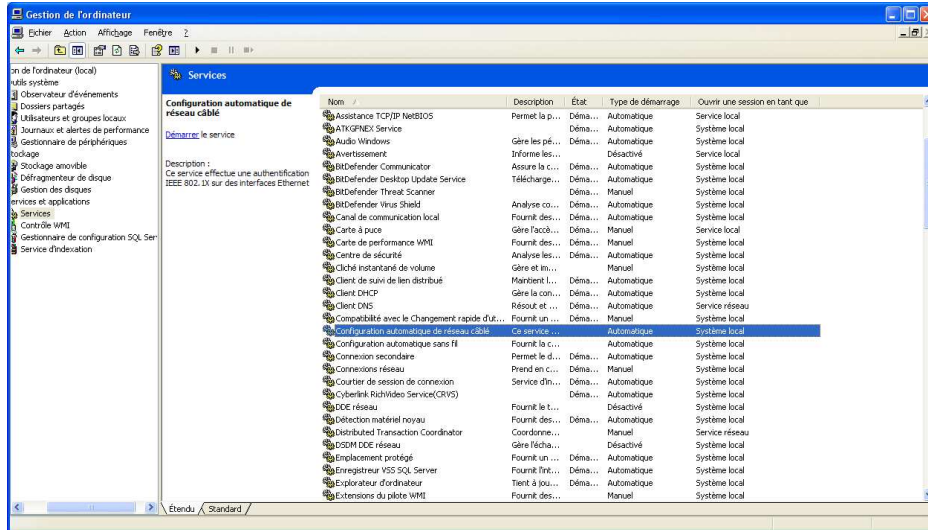 Gestion de l'ordinateur
Fichier Action Affichage Fenêtre ?
on de l'ordinateur (local)
utils système
Observateur d'événements
Dossiers partagés
Utilisateurs et groupes locaux
Journaux et alertes de performance
Gestionnaire de périphériques
tockage
Stockage amovible
Défragmenteur de disque
Gestion des disques
ervices et applications
Services
Contrôle WMI
Gestionnaire de configuration SQL Ser
Service d'indexation
Services
Configuration automatique de
réseau câblé
Démarrer le service
Description :
Ce service effectue une authentification
IEEE 802.1X sur des interfaces Ethernet
Nom Description État Type de démarrage Ouvrir une session en tant que
Assistance TCP/IP NetBIOS Permet la p... Déma... Automatique Service local
ATKGFNEX Service Déma... Automatique Système local
Audio Windows Gère les pé... Déma... Automatique Système local
Avertissement Informe les... Désactivé Service local
BitDefender Communicator Assure la c... Déma... Automatique Système local
BitDefender Desktop Update Service Télécharge... Déma... Automatique Système local
BitDefender Threat Scanner Déma... Manuel Système local
BitDefender Virus Shield Analyse co... Déma... Automatique Système local
Canal de communication local Fournit des... Déma... Automatique Système local
Carte à puce Gère l'accè... Déma... Manuel Service local
Carte de performance WMI Fournit des... Déma... Manuel Système local
Centre de sécurité Analyse les... Déma... Automatique Système local
Cliché instantané de volume Gère et im... Manuel Système local
Client de suivi de lien distribué Maintient l... Déma... Automatique Système local
Client DHCP Gère la con... Déma... Automatique Système local
Client DNS Résout et ... Déma... Automatique Service réseau
Compatibilité avec le Changement rapide d'ut... Fournit un ... Déma... Manuel Système local
Configuration automatique de réseau câblé Ce service ... Automatique Système local
Configuration automatique sans fil Fournit la c... Automatique Système local
Connexion secondaire Permet le d... Déma... Automatique Système local
Connexions réseau Prend en c... Déma... Manuel Système local
Courtier de session de connexion Service d'in... Déma... Automatique Système local
Cyberlink RichVideo Service(CRVS) Déma... Automatique Système local
DDE réseau Fournit le t... Désactivé Système local
Détection matériel noyau Fournit des... Déma... Automatique Système local
Distributed Transaction Coordinator Coordonne... Manuel Service réseau
DSDM DDE réseau Gère l'écha... Désactivé Système local
Emplacement protégé Fournit un ... Déma... Automatique Système local
Enregistreur VSS SQL Server Fournit l'int... Déma... Automatique Système local
Explorateur d'ordinateur Tient à jou... Déma... Automatique Système local
Extensions du pilote WMI Fournit des... Manuel Système local
Étendu Standard